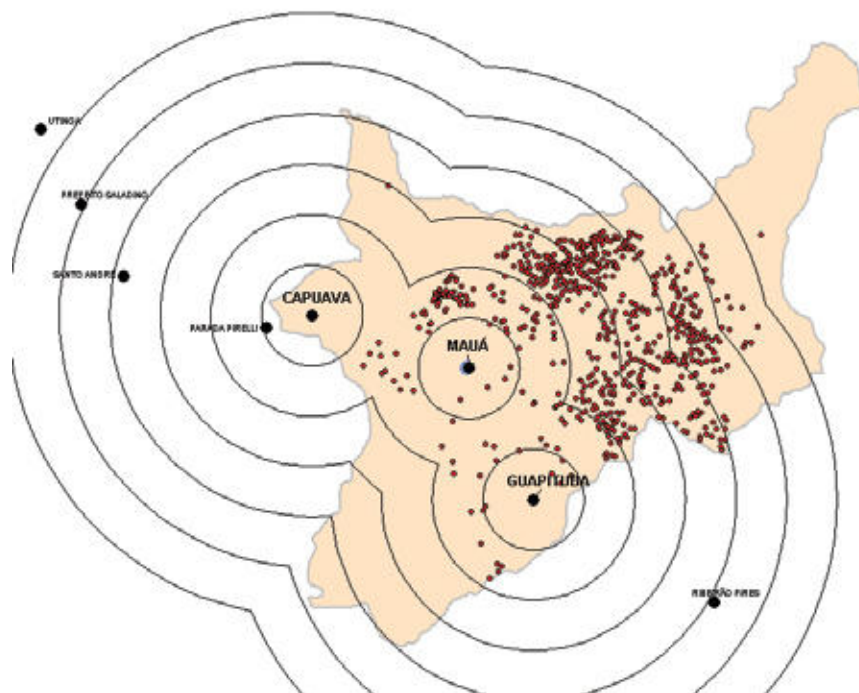 UTINGA
PREFEITO SALADINO
SANTO ANDRÉ
CAPUAVA
PARADA PIRELLI
MAUÁ
GUAPITUBA
RIBEIRÃO PIRES